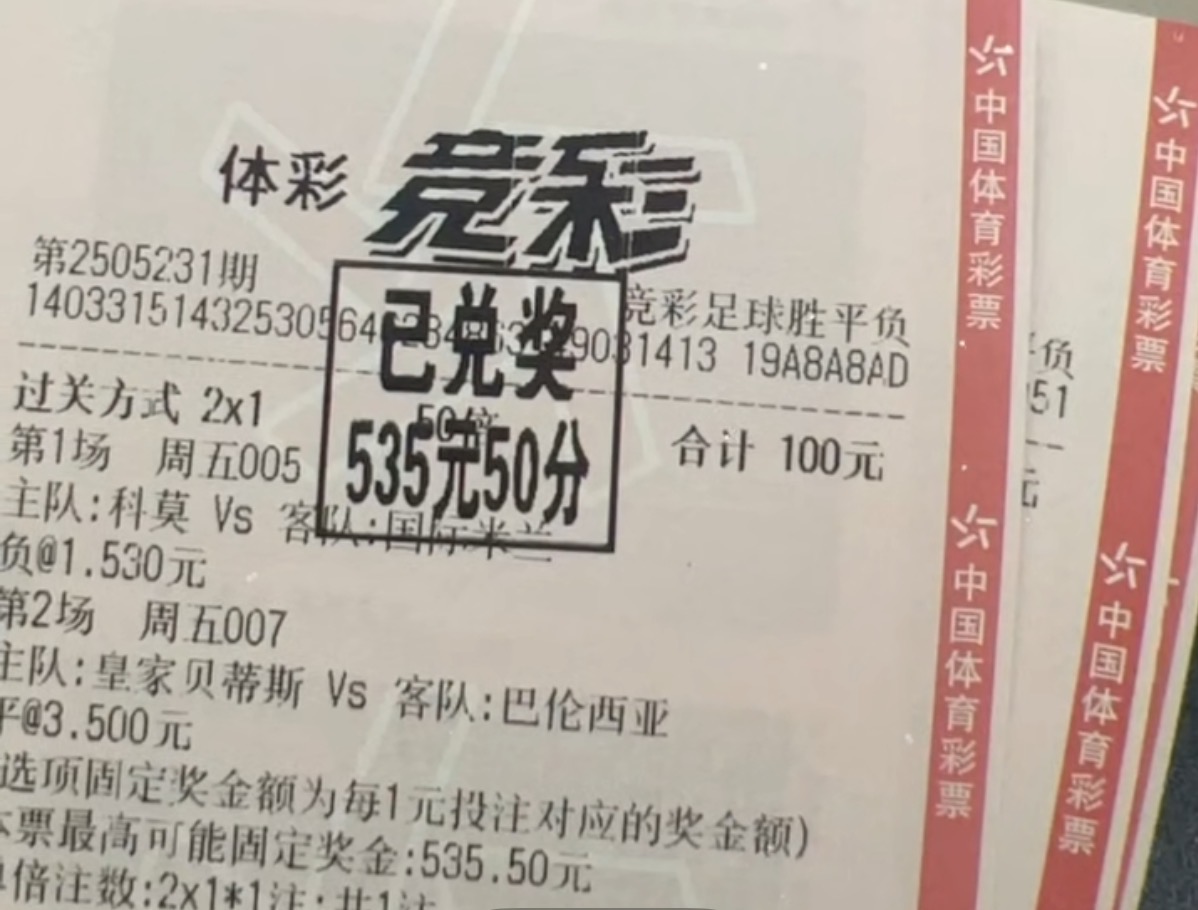 体彩 竞彩
第2505231期
竞彩足球胜平负
19A8A8AD
已兑奖
535元50分
过关方式 2x1
50倍
合计 100元
第1场 周五005
主队:科莫 Vs 客队:国际米兰
负@1.530元
第2场 周五007
主队:皇家贝蒂斯 Vs 客队:巴伦西亚
平@3.500元
选项固定奖金额为每1元投注对应的奖金额)
本票最高可能固定奖金:535.50元
单倍注数:2x1*1注;共1注
中国体育彩票
中国体育彩票
中国体育彩票
中国体育彩票
负
51
元